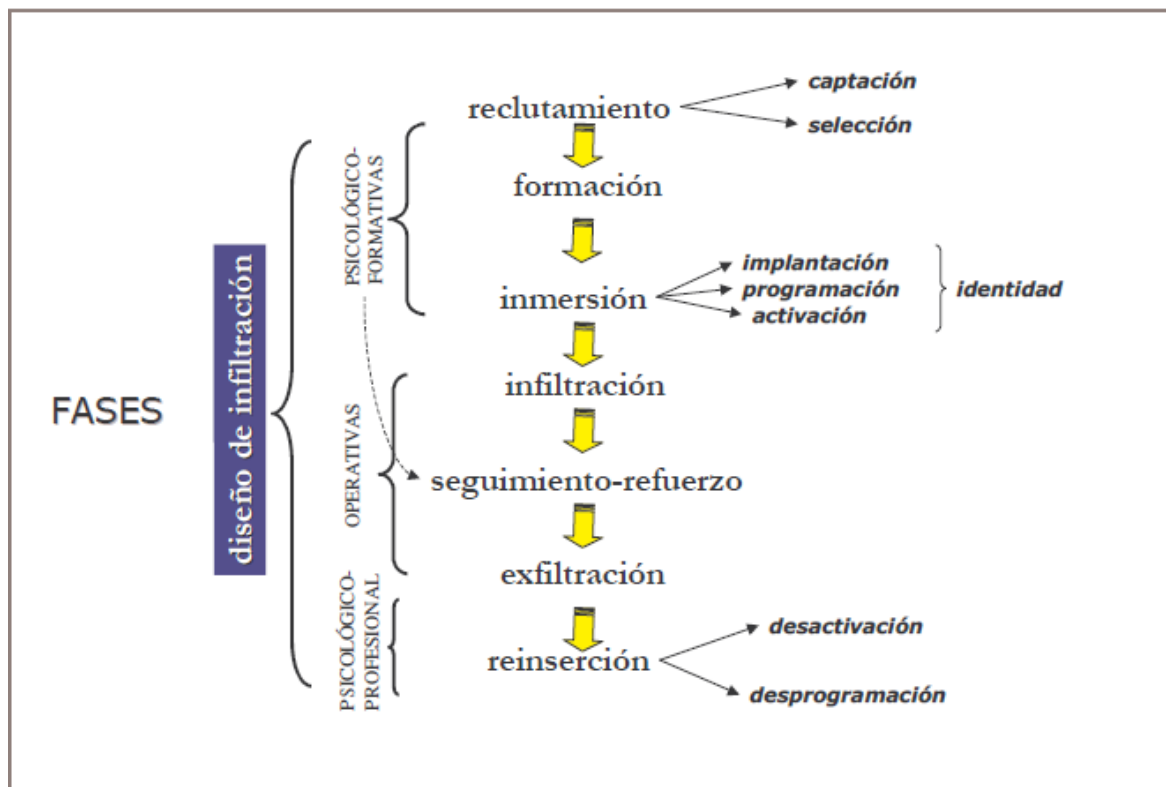 FASES
diseño de infiltración
PSICOLÓGICO-
FORMATIVAS
OPERATIVAS
PSICOLÓGICO-
PROFESIONAL
reclutamiento
captación
selección
formación
inmersión
implantación
programación
activación
identidad
infiltración
seguimiento-refuerzo
exfiltración
reinserción
desactivación
desprogramación